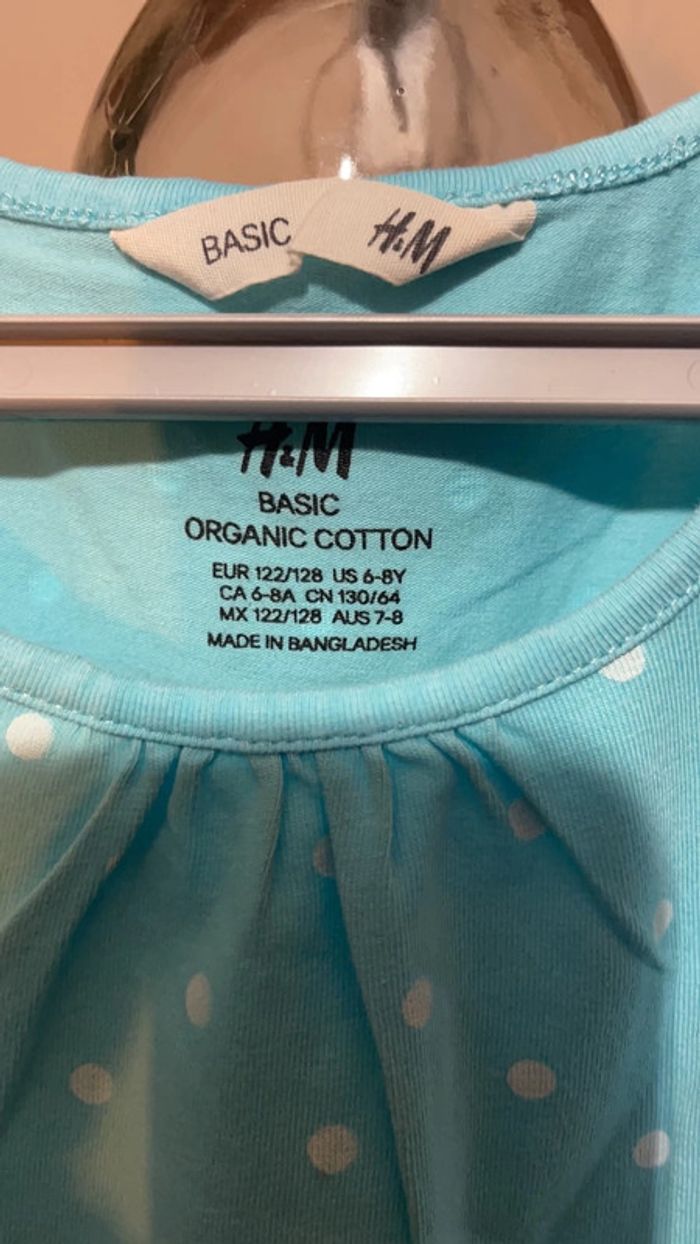 BASIC H&M
H&M
BASIC
ORGANIC COTTON
EUR 122/128 US 6-8Y
CA 6-8A CN 130/64
MX 122/128 AUS 7-8
MADE IN BANGLADESH